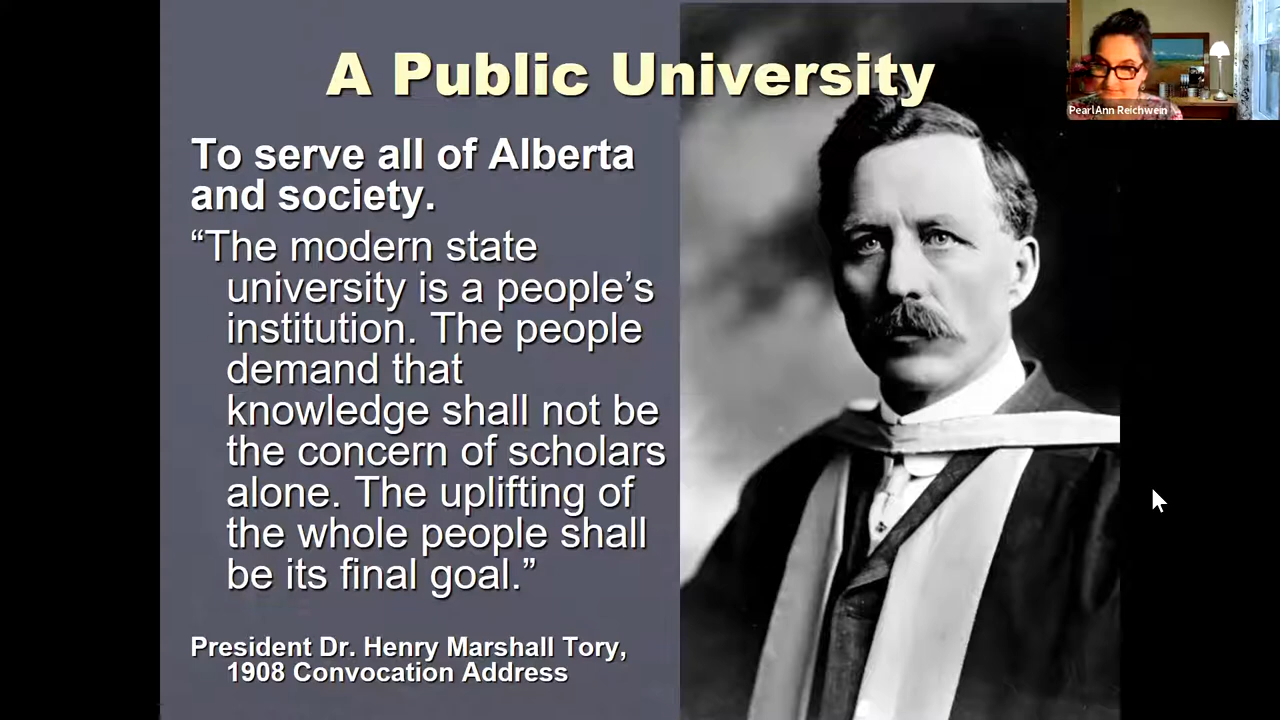 A Public University
PearlAnn Reichwein
To serve all of Alberta
and society.
“The modern state
university is a people’s
institution. The people
demand that
knowledge shall not be
the concern of scholars
alone. The uplifting of
the whole people shall
be its final goal.”
President Dr. Henry Marshall Tory,
1908 Convocation Address